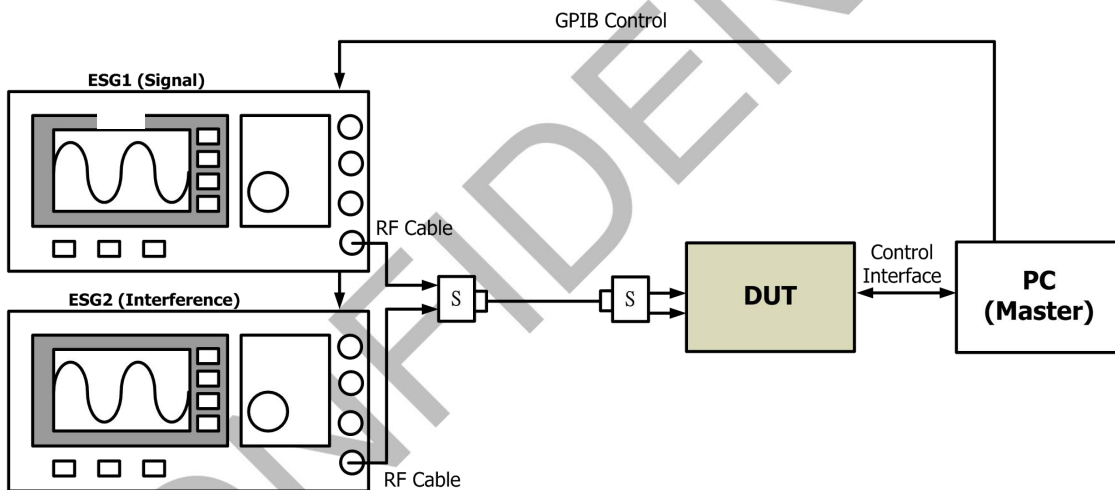 GPIB Control
ESG1 (Signal)
RF Cable
ESG2 (Interference)
S
S
DUT
Control
Interface
PC
(Master)
RF Cable